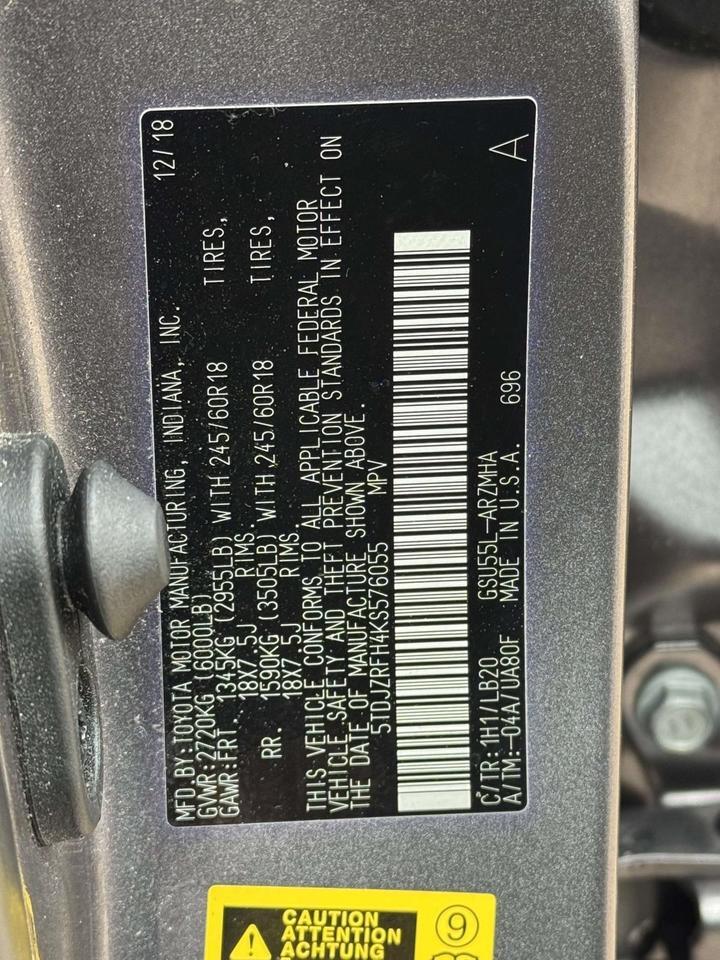 MFD.BY:TOYOTA MOTOR MANUFACTURING, INDIANA, INC. 12/18
GVWR:2720KG (6000LB)
GAWR:FRT. 1345KG (2955LB) WITH 245/60R18 TIRES,
18X7.5J RIMS.
RR. 1590KG (3505LB) WITH 245/60R18 TIRES,
18X7.5J RIMS.
THIS VEHICLE CONFORMS TO ALL APPLICABLE FEDERAL MOTOR
VEHICLE SAFETY AND THEFT PREVENTION STANDARDS IN EFFECT ON
THE DATE OF MANUFACTURE SHOWN ABOVE.
5TDJZRFH4KS576055 MPV
C/TR:1H1/LB20 GSU55L-ARZMHA
A/TM:-04A/UA80F MADE IN U.S.A. 696 A
CAUTION
ATTENTION
ACHTUNG
9